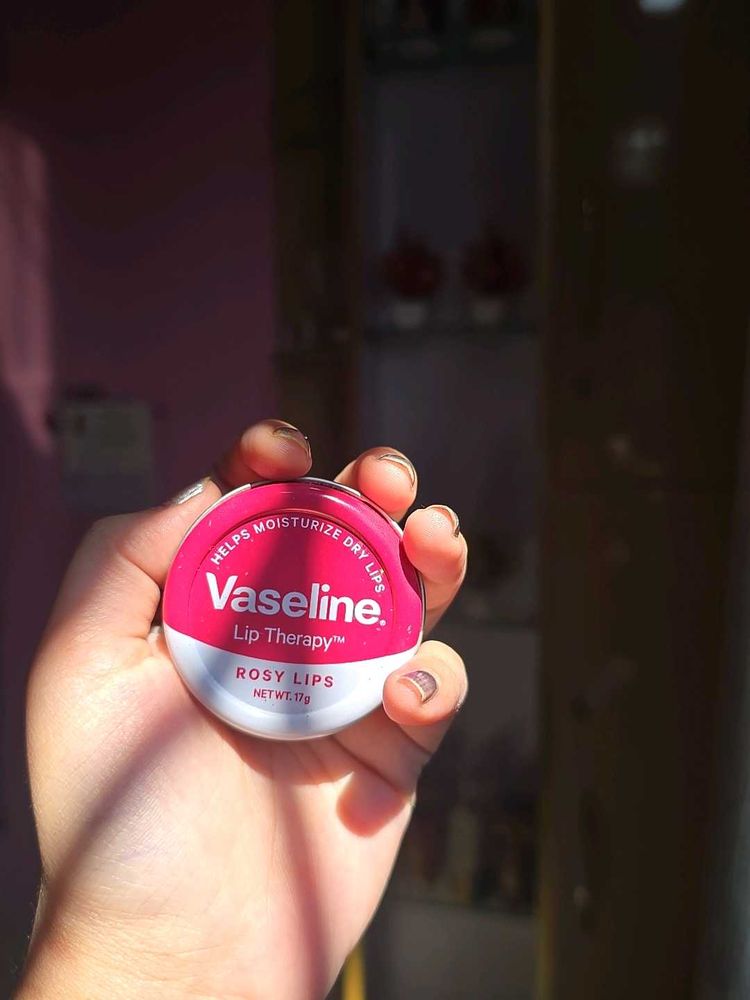 HELPS MOISTURIZE DRY LIPS
Vaseline®
Lip Therapy™
ROSY LIPS
NET WT. 17g